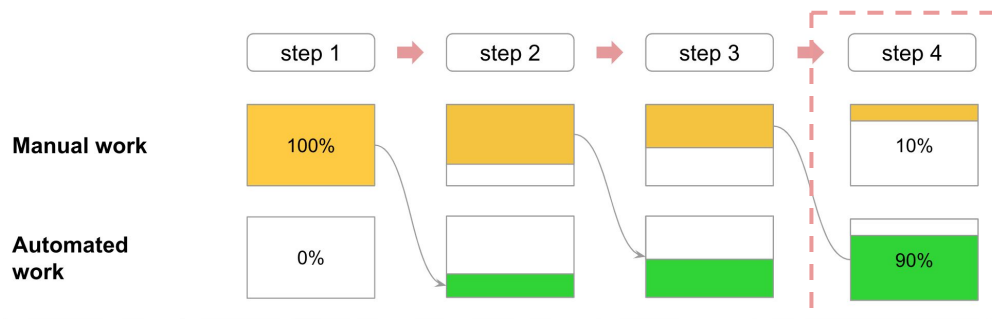 step 1
step 2
step 3
step 4
Manual work
100%
10%
Automated
work
0%
90%